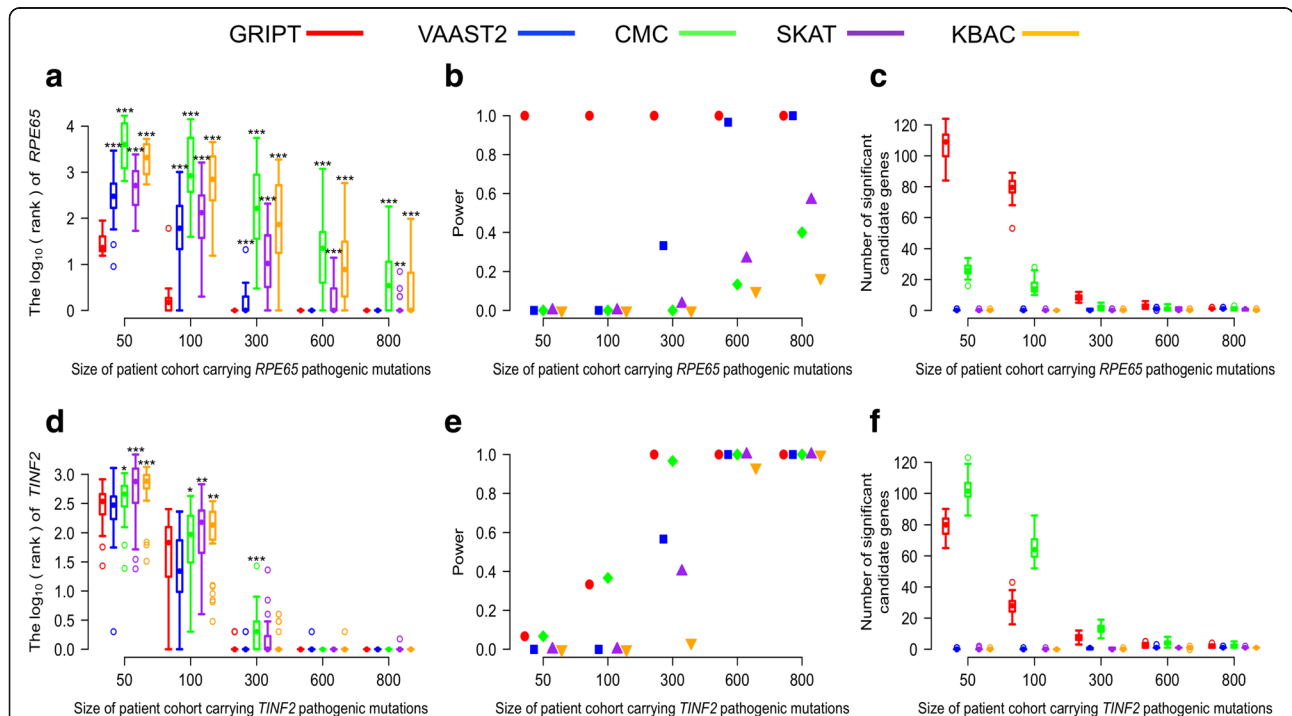 GRIPT VAAST2 CMC SKAT KBAC
a
The log10 ( rank ) of RPE65
4
3
2
1
0
*** *** *** ***
*** *** *** ***
*** *** *** ***
*** *** ***
*** ** ***
50 100 300 600 800
Size of patient cohort carrying RPE65 pathogenic mutations
b
Power
1.0
0.8
0.6
0.4
0.2
0.0
50 100 300 600 800
Size of patient cohort carrying RPE65 pathogenic mutations
c
Number of significant
candidate genes
120
100
80
60
40
20
0
50 100 300 600 800
Size of patient cohort carrying RPE65 pathogenic mutations
d
The log10 ( rank ) of TINF2
3.0
2.5
2.0
1.5
1.0
0.5
0.0
* *** ***
* ** **
***
50 100 300 600 800
Size of patient cohort carrying TINF2 pathogenic mutations
e
Power
1.0
0.8
0.6
0.4
0.2
0.0
50 100 300 600 800
Size of patient cohort carrying TINF2 pathogenic mutations
f
Number of significant
candidate genes
120
100
80
60
40
20
0
50 100 300 600 800
Size of patient cohort carrying TINF2 pathogenic mutations